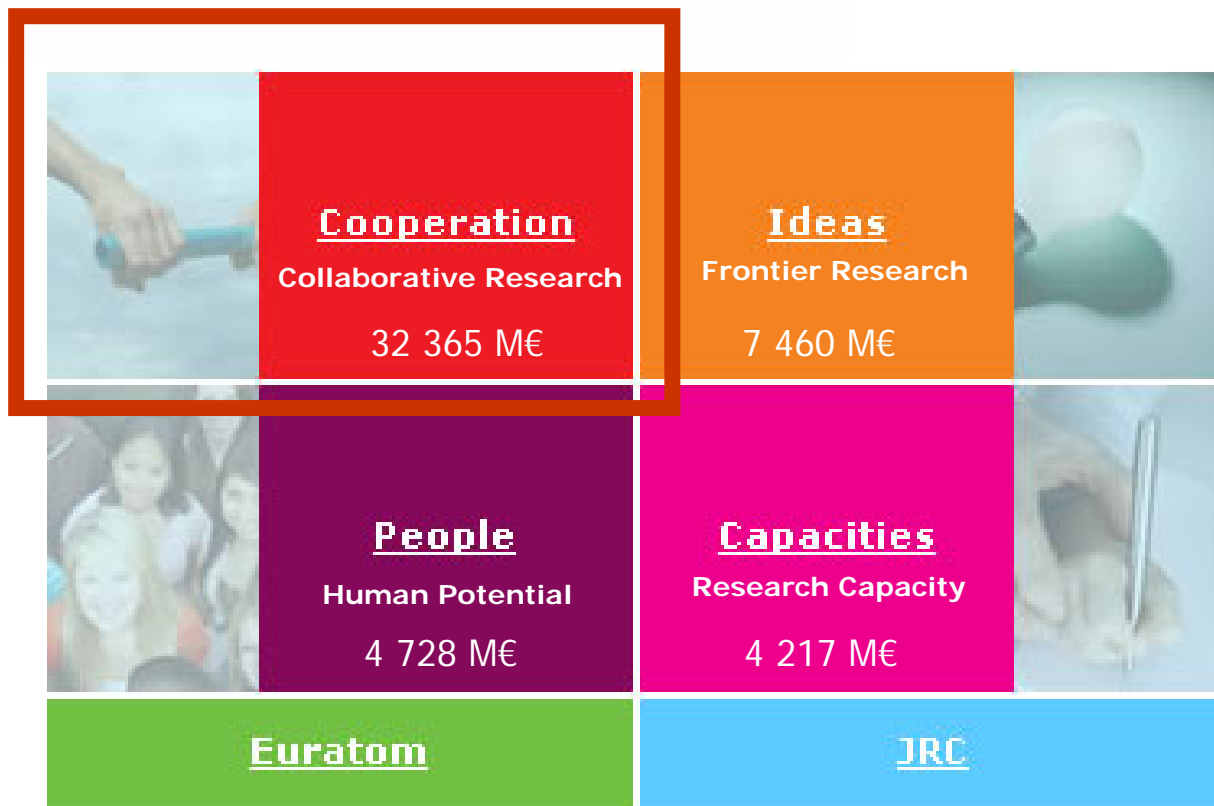 Cooperation
Collaborative Research
32 365 M€
Ideas
Frontier Research
7 460 M€
People
Human Potential
4 728 M€
Capacities
Research Capacity
4 217 M€
Euratom
JRC